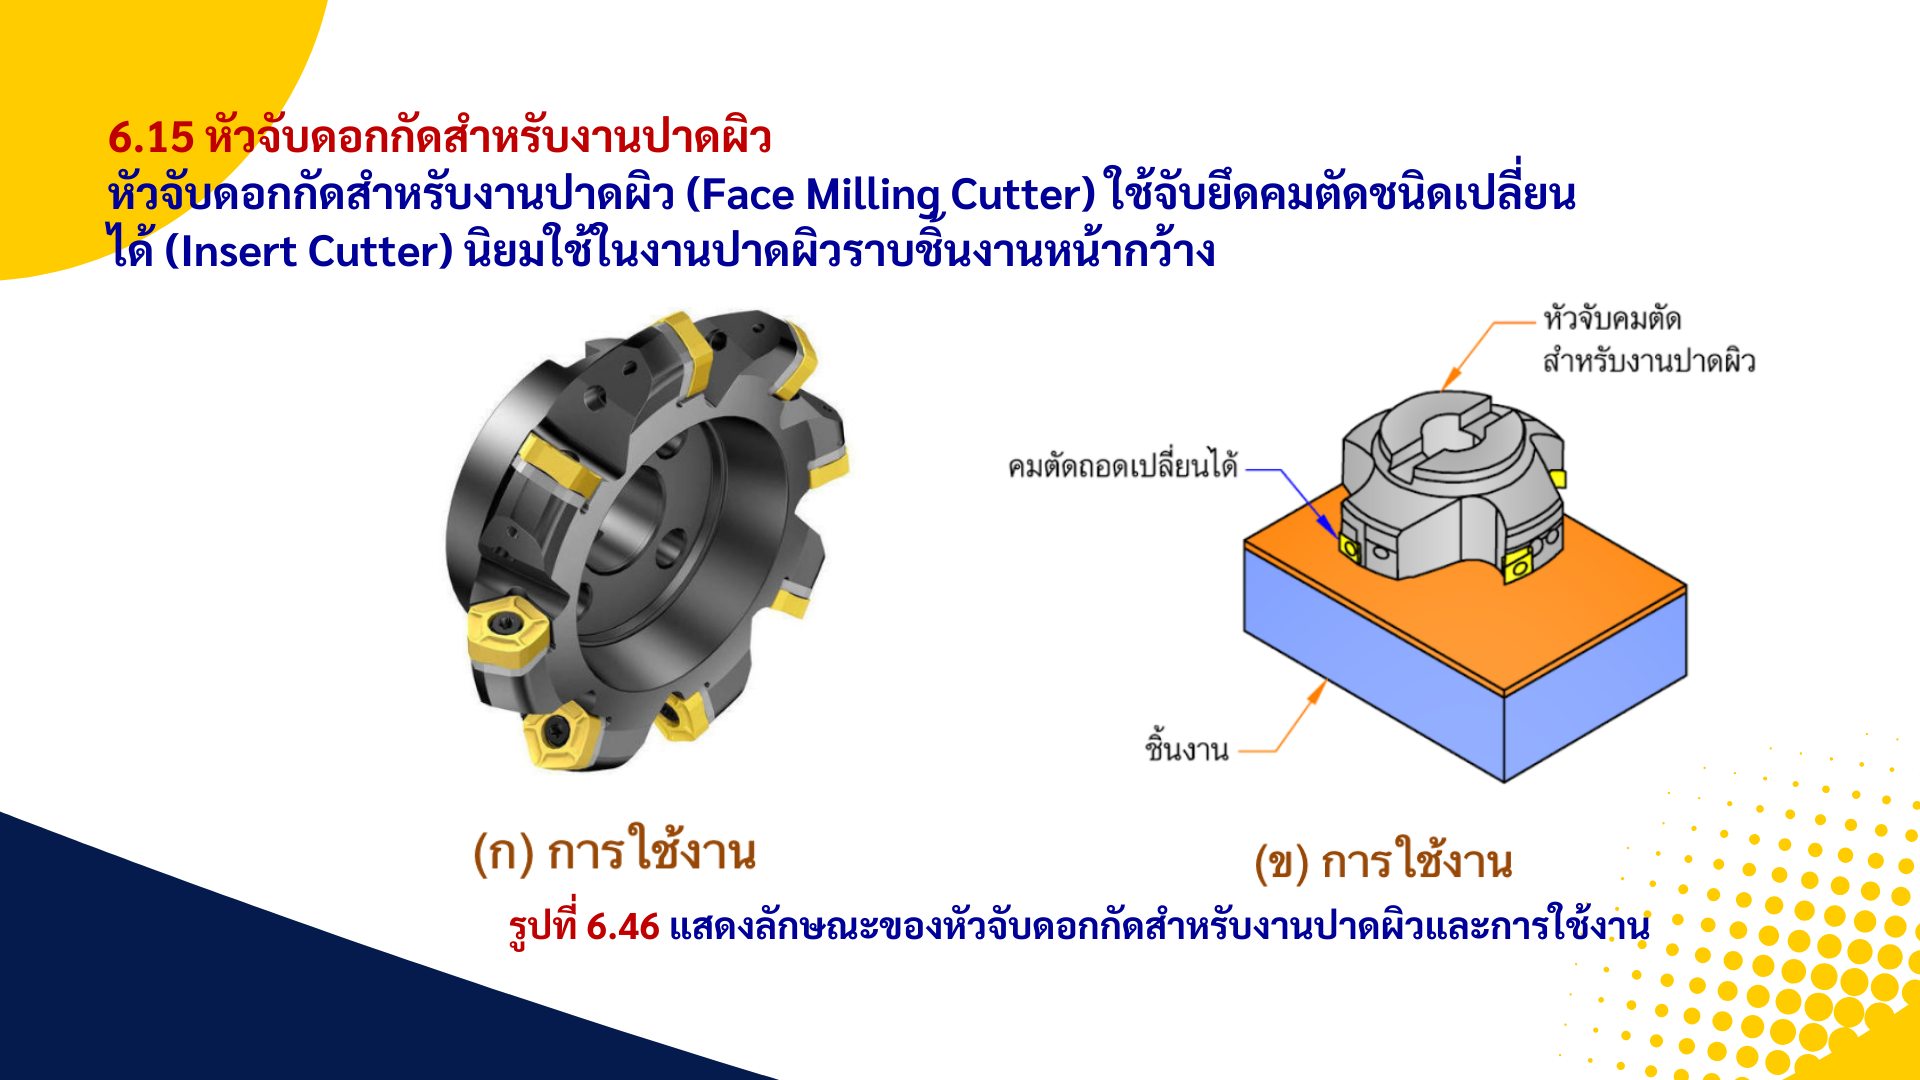 6.15 หัวจับดอกกัดสำหรับงานปาดผิว
หัวจับดอกกัดสำหรับงานปาดผิว (Face Milling Cutter) ใช้จับยึดคมตัดชนิดเปลี่ยน
ได้ (Insert Cutter) นิยมใช้ในงานปาดผิวราบชิ้นงานหน้ากว้าง
หัวจับคมตัด
สำหรับงานปาดผิว
คมตัดถอดเปลี่ยนได้
ชิ้นงาน
(ก) การใช้งาน
(ข) การใช้งาน
รูปที่ 6.46 แสดงลักษณะของหัวจับดอกกัดสำหรับงานปาดผิวและการใช้งาน